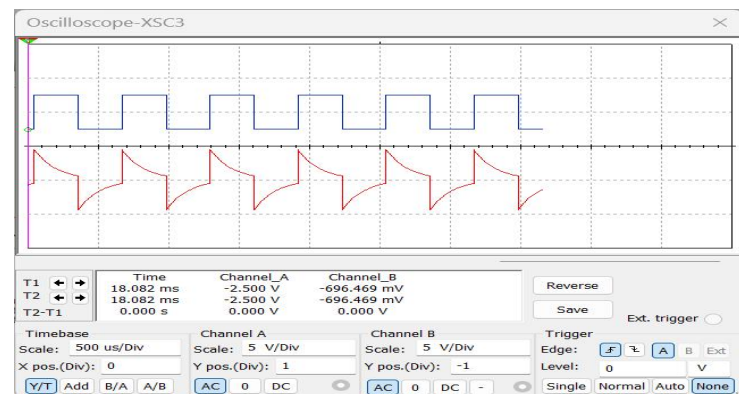 Oscilloscope-XSC3
Time Channel_A Channel_B
T1 18.082 ms -2.500 V -696.469 mV
T2 18.082 ms -2.500 V -696.469 mV
T2-T1 0.000 s 0.000 V 0.000 V
Reverse
Save
Ext. trigger
Timebase
Scale: 500 us/Div
X pos.(Div): 0
Y/T Add B/A A/B
Channel A
Scale: 5 V/Div
Y pos.(Div): 1
AC 0 DC
Channel B
Scale: 5 V/Div
Y pos.(Div): -1
AC 0 DC -
Trigger
Edge: A B Ext
Level: 0 V
Single Normal Auto None